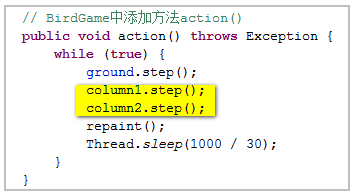 // BirdGame中添加方法action()
public void action() throws Exception {
while (true) {
ground.step();
column1.step();
column2.step();
repaint();
Thread.sleep(1000 / 30);
}
}